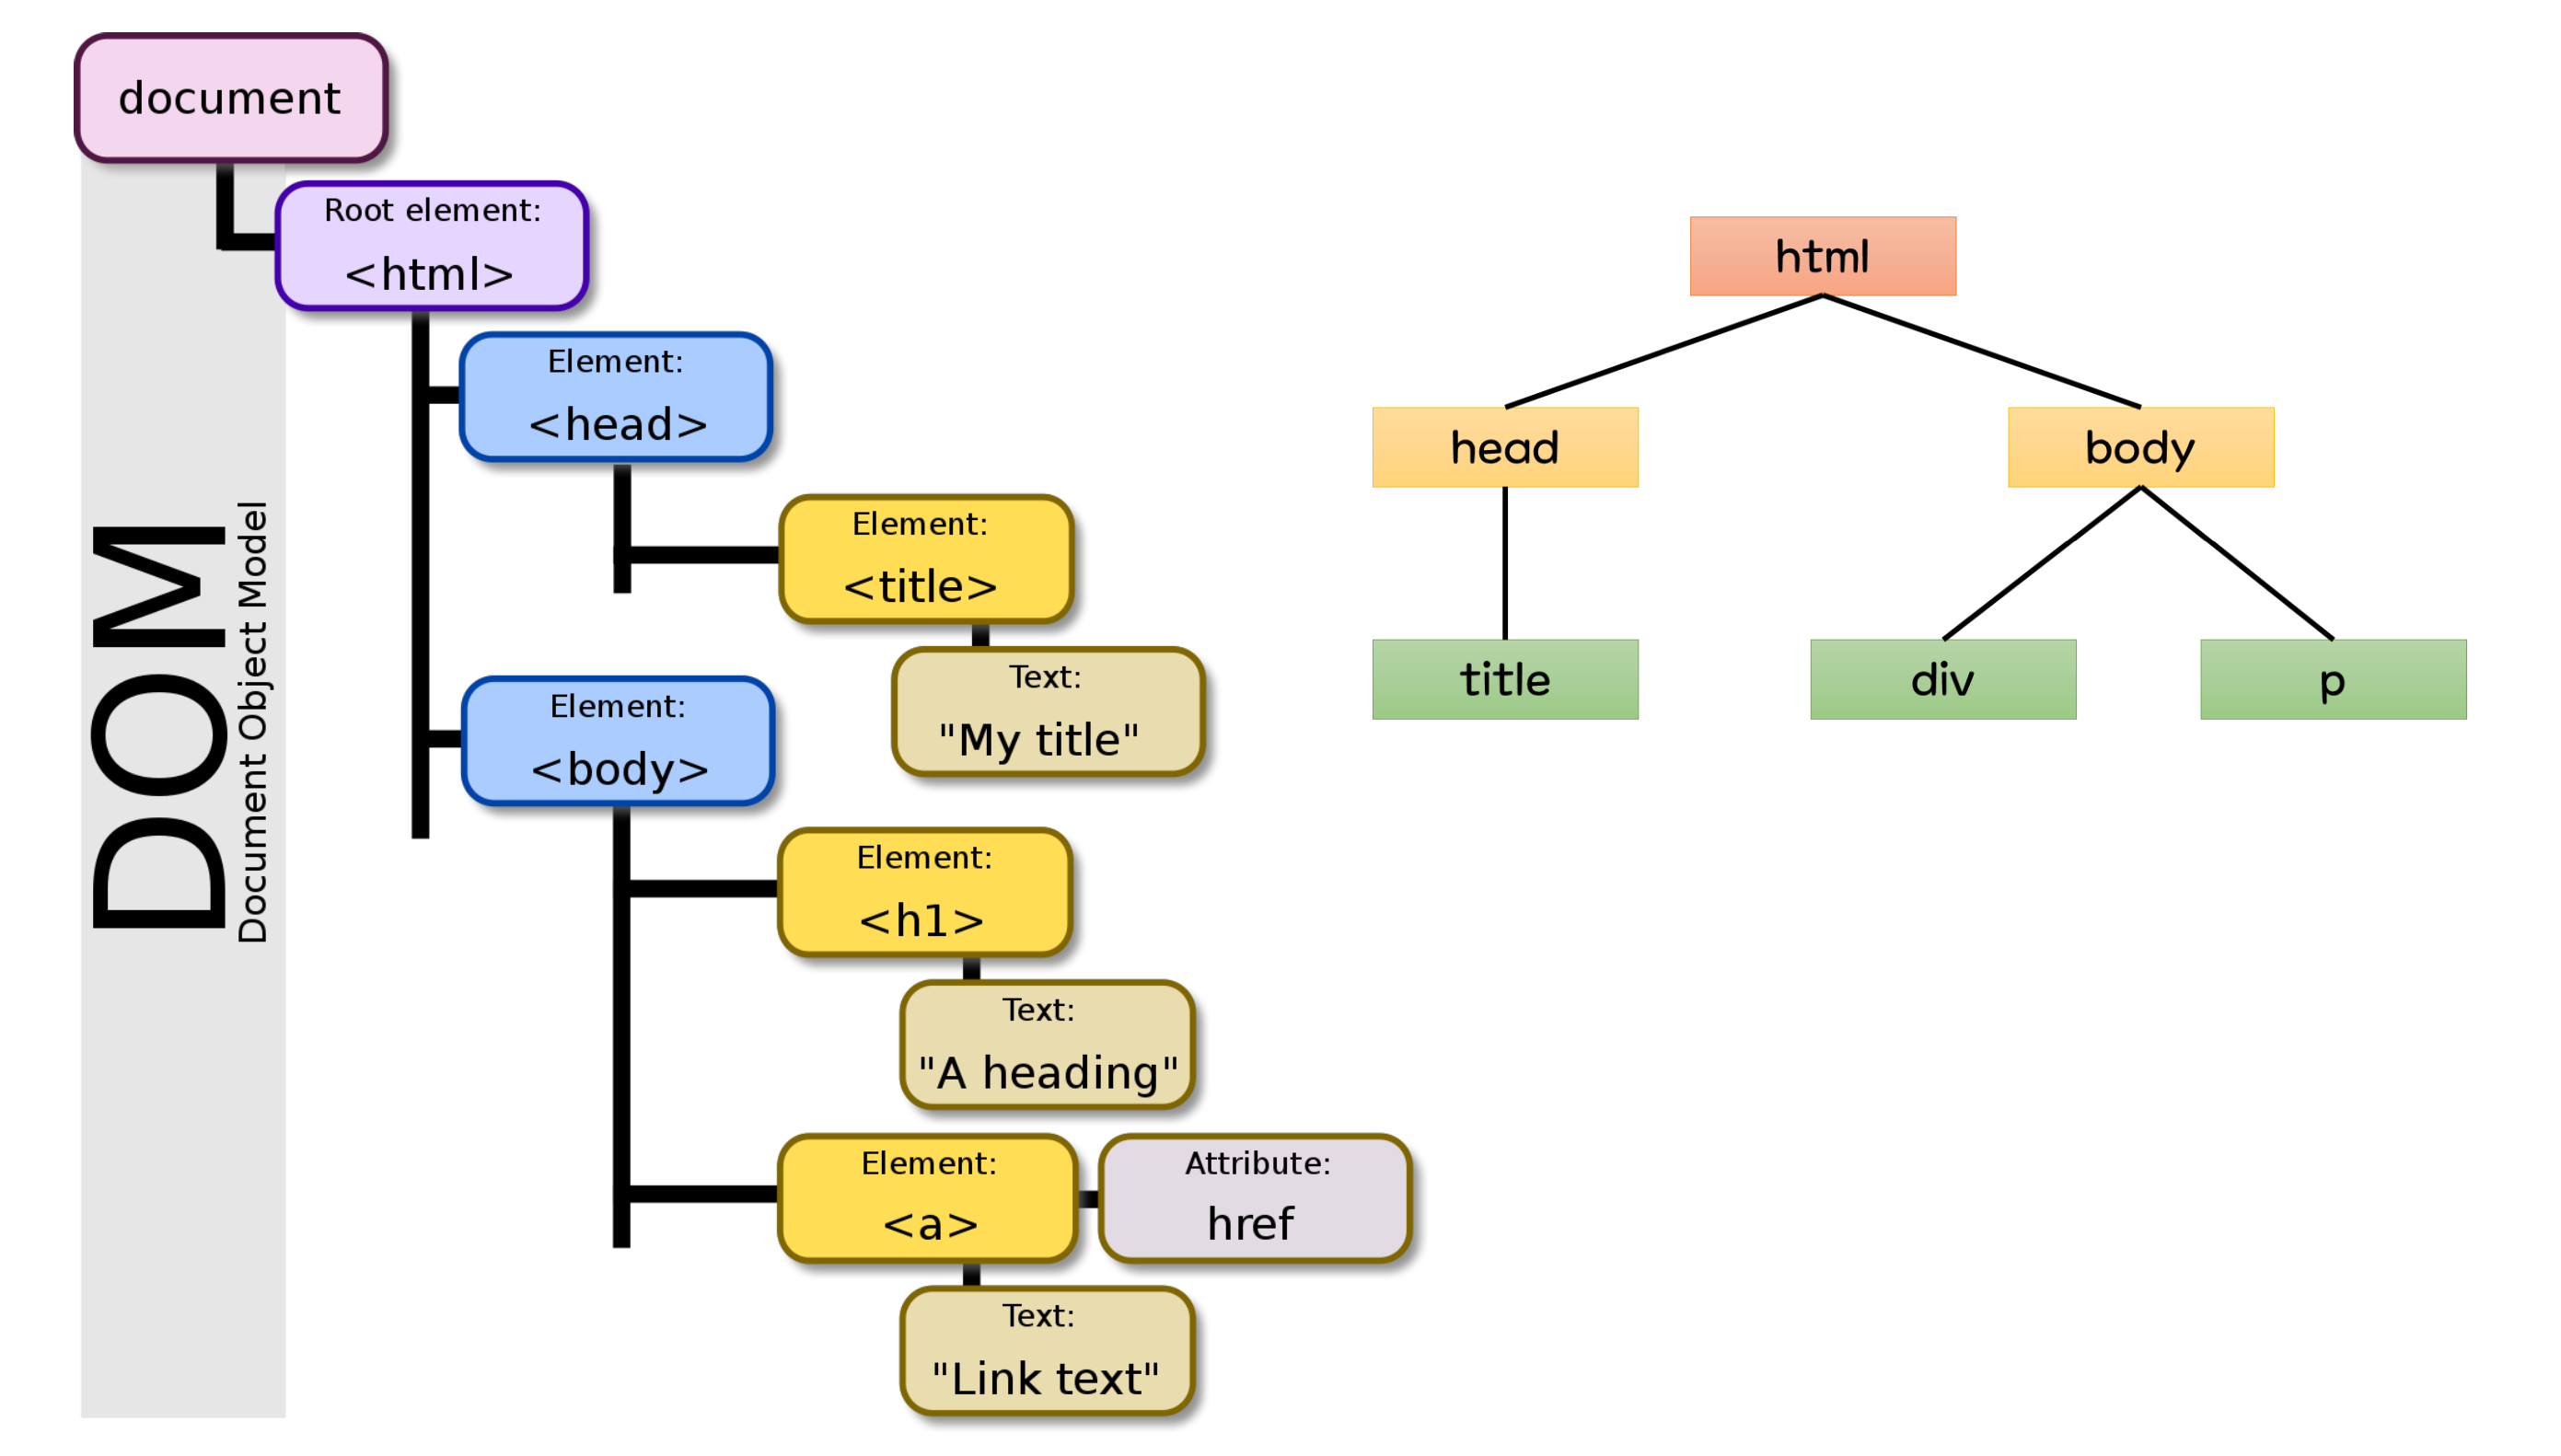 document
Root element:
<html>
Element:
<head>
Element:
<title>
Text:
"My title"
Element:
<body>
Element:
<h1>
Text:
"A heading"
Element:
<a>
Attribute:
href
Text:
"Link text"
DOM
Document Object Model
html
head
body
title
div
p